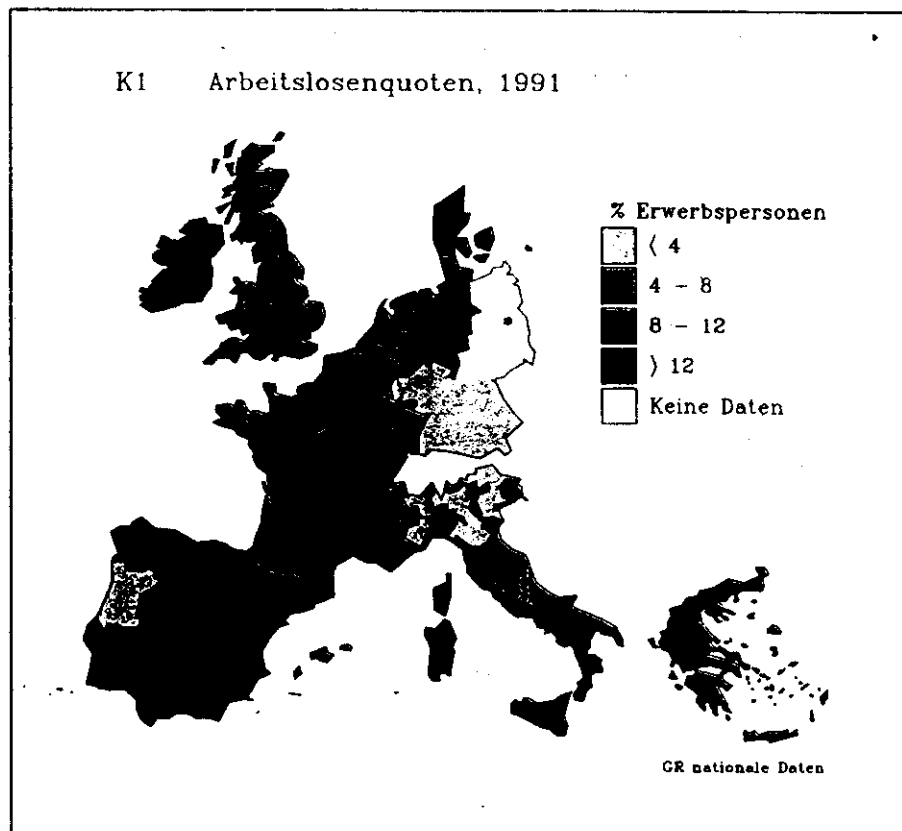 K1 Arbeitslosenquoten, 1991
% Erwerbspersonen
⟨ 4
4 – 8
8 – 12
⟩ 12
Keine Daten
GR nationale Daten